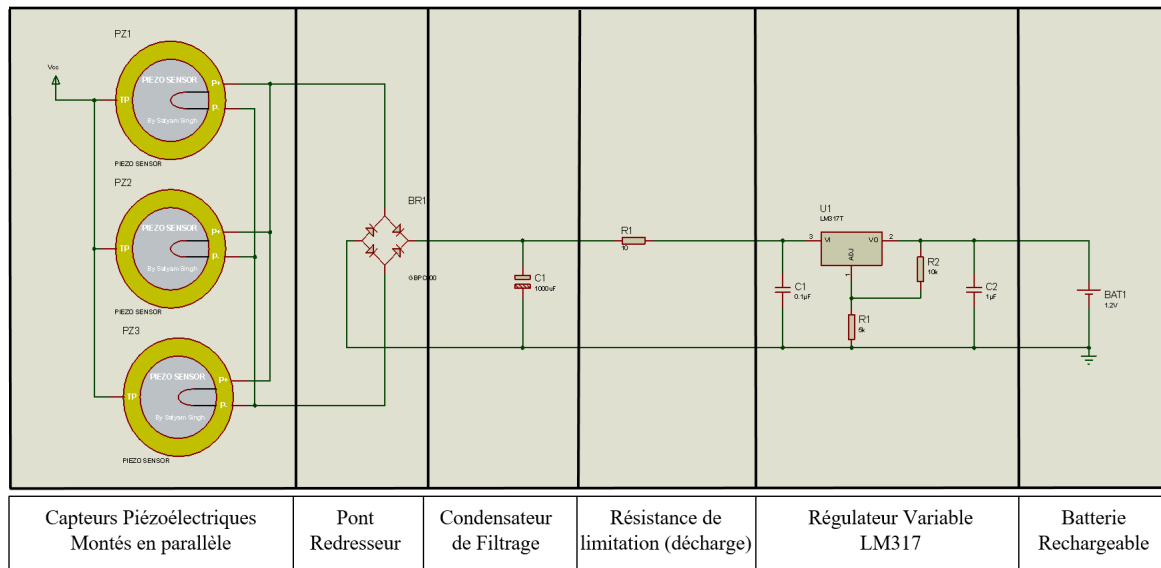 PZ1
Vcc
PIEZO SENSOR
P+
TP
P-
By Satyam Singh
PIEZO SENSOR
PZ2
PIEZO SENSOR
P+
TP
P-
By Satyam Singh
PIEZO SENSOR
PZ3
PIEZO SENSOR
P+
TP
P-
By Satyam Singh
PIEZO SENSOR
BR1
C1
1000uF
R1
10
U1
LM317T
3
VI
VO
2
ADJ
1
C1
0.1µF
R2
10k
R1
5k
C2
1µF
BAT1
1.2V
Capteurs Piézoélectriques
Montés en parallèle
Pont
Redresseur
Condensateur
de Filtrage
Résistance de
limitation (décharge)
Régulateur Variable
LM317
Batterie
Rechargeable